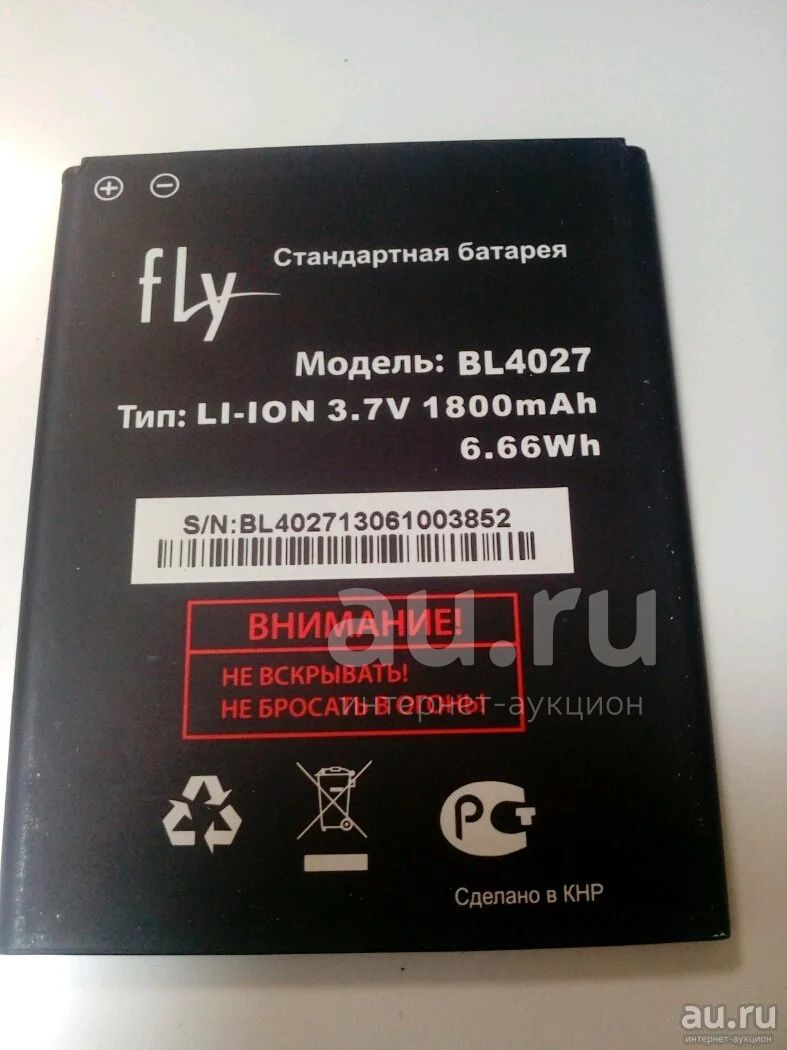 fly
Стандартная батарея
Модель: BL4027
Тип: LI-ION 3.7V 1800mAh
6.66Wh
S/N:BL402713061003852
ВНИМАНИЕ!
НЕ ВСКРЫВАТЬ!
НЕ БРОСАТЬ В ОГОНЬ!
au.ru
интернет-аукцион
РСТ
Сделано в КНР
au.ru
интернет-аукцион